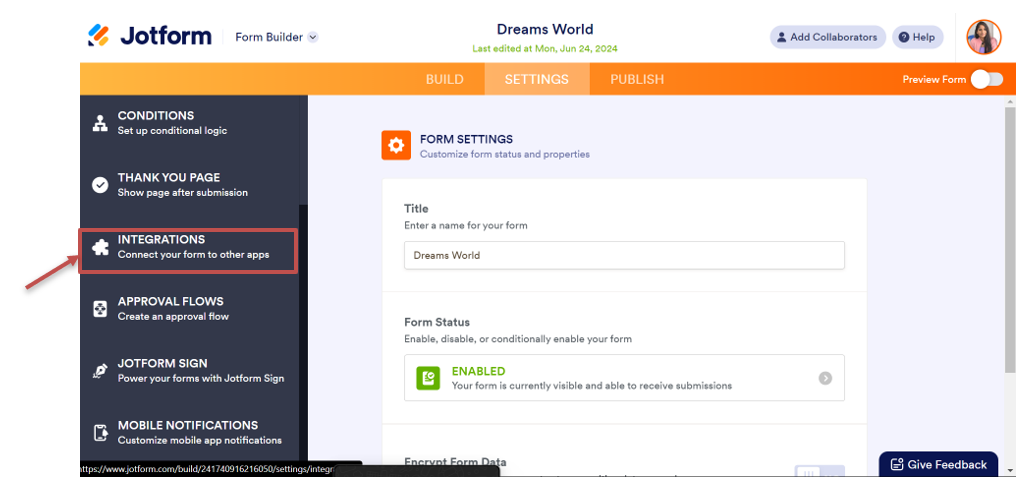 Jotform
Form Builder
Dreams World
Last edited at Mon, Jun 24, 2024
Add Collaborators
Help
BUILD
SETTINGS
PUBLISH
Preview Form
CONDITIONS
Set up conditional logic
THANK YOU PAGE
Show page after submission
INTEGRATIONS
Connect your form to other apps
APPROVAL FLOWS
Create an approval flow
JOTFORM SIGN
Power your forms with Jotform Sign
MOBILE NOTIFICATIONS
Customize mobile app notifications
https://www.jotform.com/build/241740916216050/settings/integr
FORM SETTINGS
Customize form status and properties
Title
Enter a name for your form
Dreams World
Form Status
Enable, disable, or conditionally enable your form
ENABLED
Your form is currently visible and able to receive submissions
Encrypt Form Data
Give Feedback